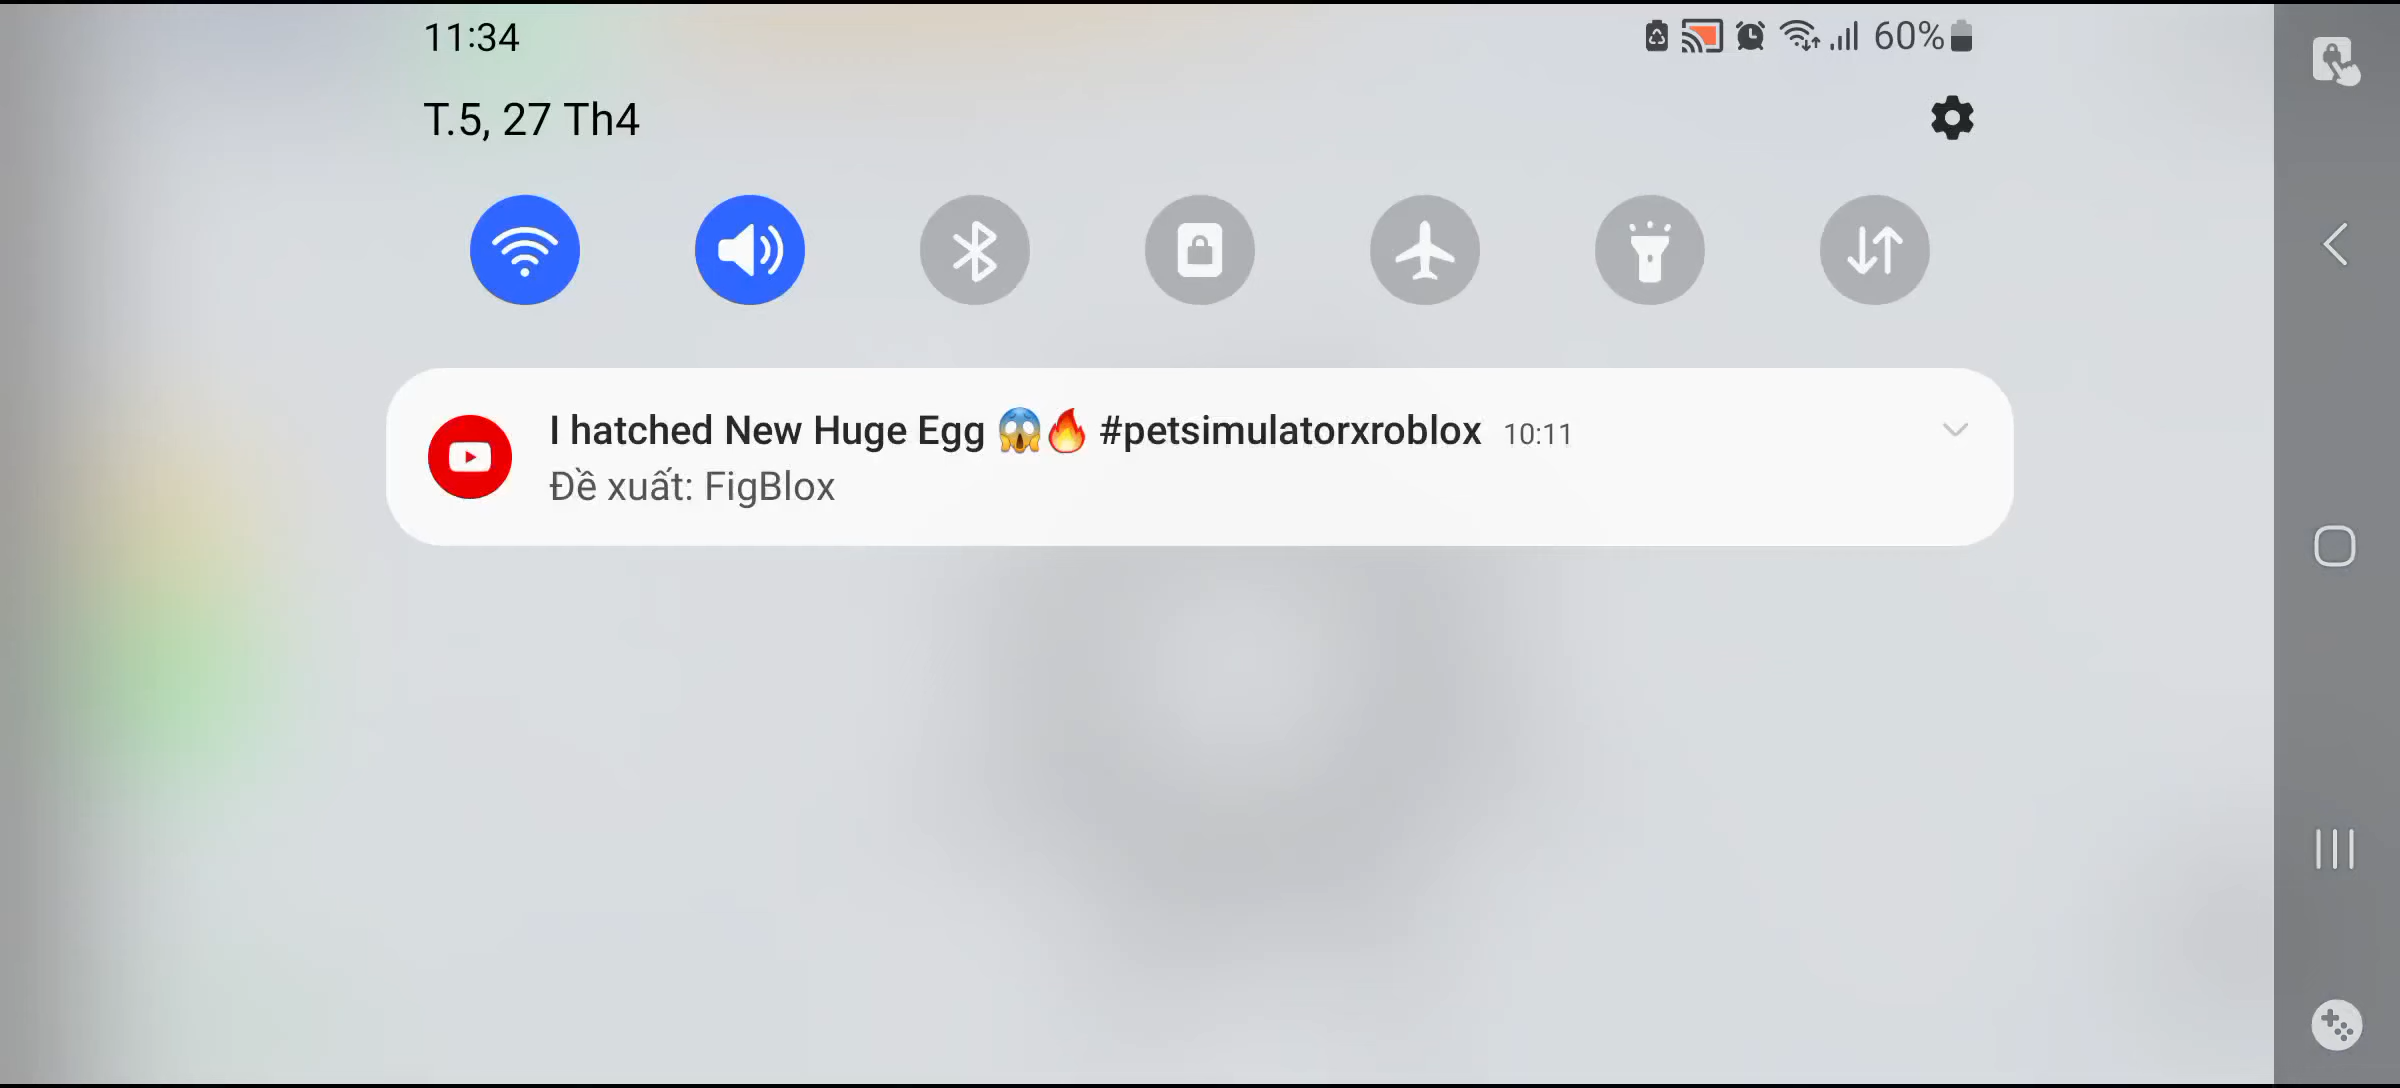 11:34
60%
T.5, 27 Th4
I hatched New Huge Egg 😱🔥 #petsimulatorxroblox 10:11
Đề xuất: FigBlox